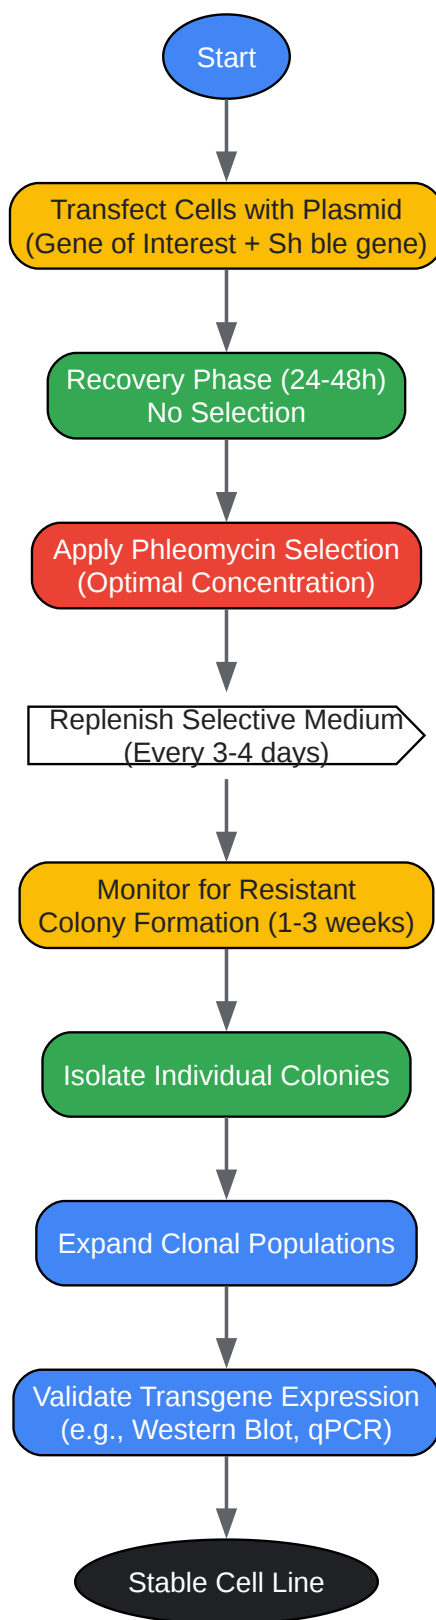 Start
Transfect Cells with Plasmid
(Gene of Interest + Sh ble gene)
Recovery Phase (24-48h)
No Selection
Apply Phleomycin Selection
(Optimal Concentration)
Replenish Selective Medium
(Every 3-4 days)
Monitor for Resistant
Colony Formation (1-3 weeks)
Isolate Individual Colonies
Expand Clonal Populations
Validate Transgene Expression
(e.g., Western Blot, qPCR)
Stable Cell Line